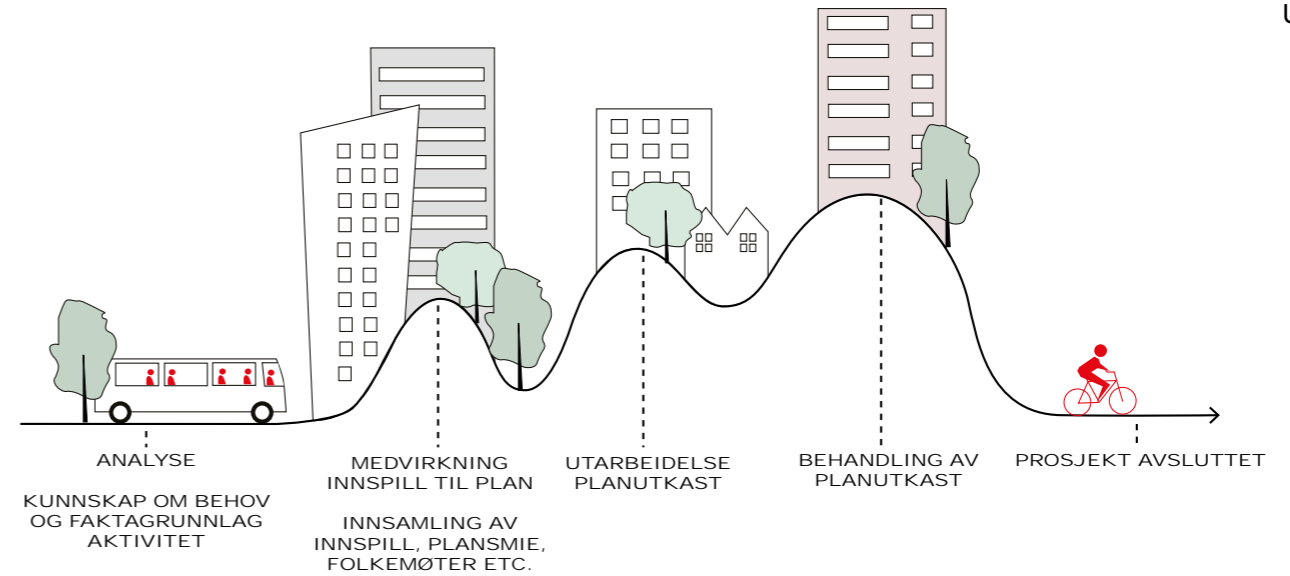 ANALYSE
KUNNSKAP OM BEHOV
OG FAKTAGRUNNLAG
AKTIVITET
MEDVIRKNING
INNSPILL TIL PLAN
INNSAMLING AV
INNSPILL, PLANSMIE,
FOLKEMØTER ETC.
UTARBEIDELSE
PLANUTKAST
BEHANDLING AV
PLANUTKAST
PROSJEKT AVSLUTTET